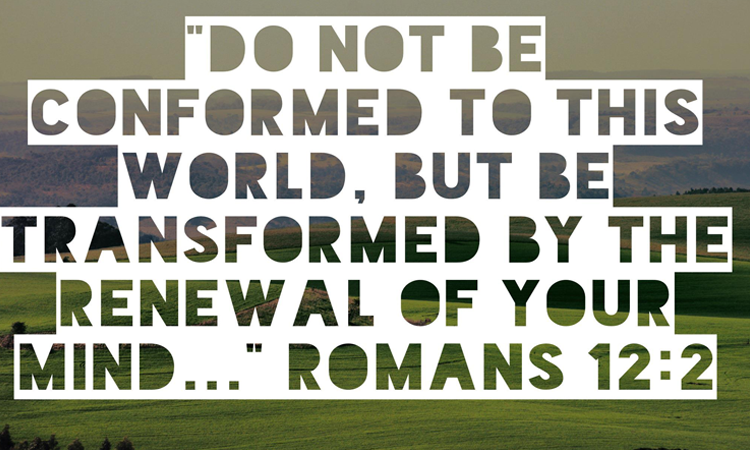 "DO NOT BE
CONFORMED TO THIS
WORLD, BUT BE
TRANSFORMED BY THE
RENEWAL OF YOUR
MIND..." ROMANS 12:2